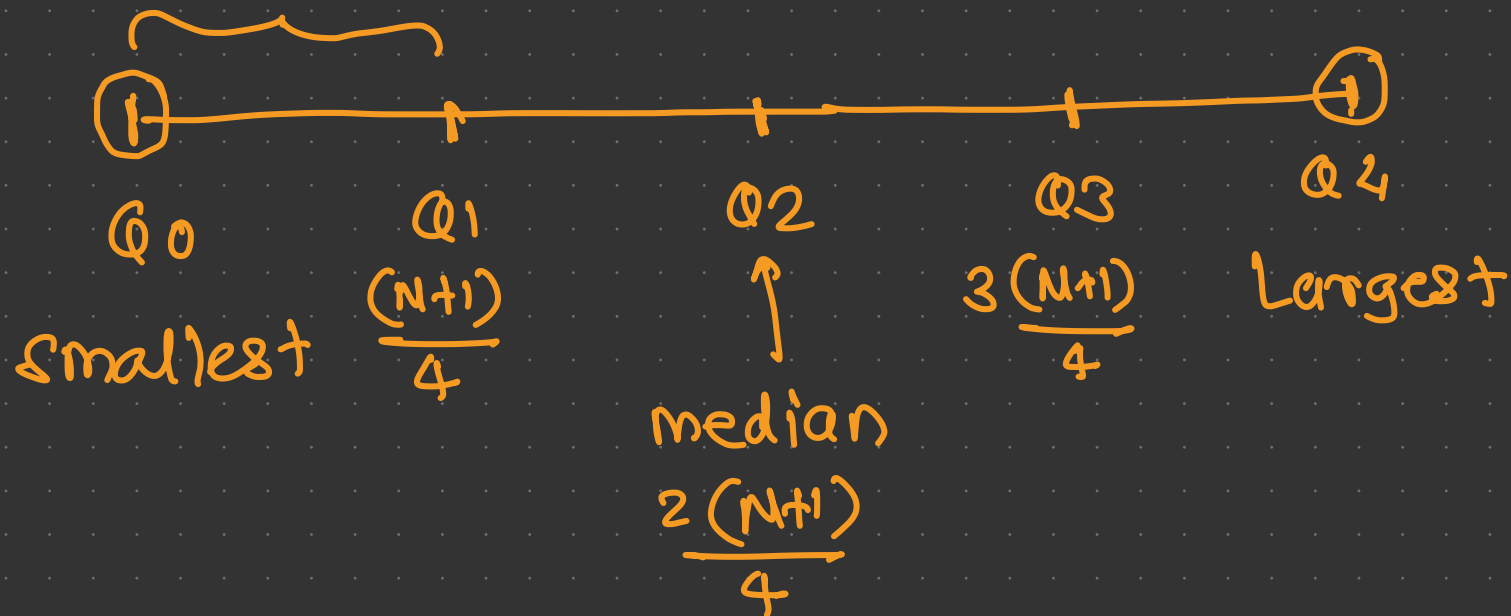 Q0 Q1 Q2 Q3 Q4
smallest
(N+1)
4
median
2 (N+1)
4
3 (N+1)
4
Largest